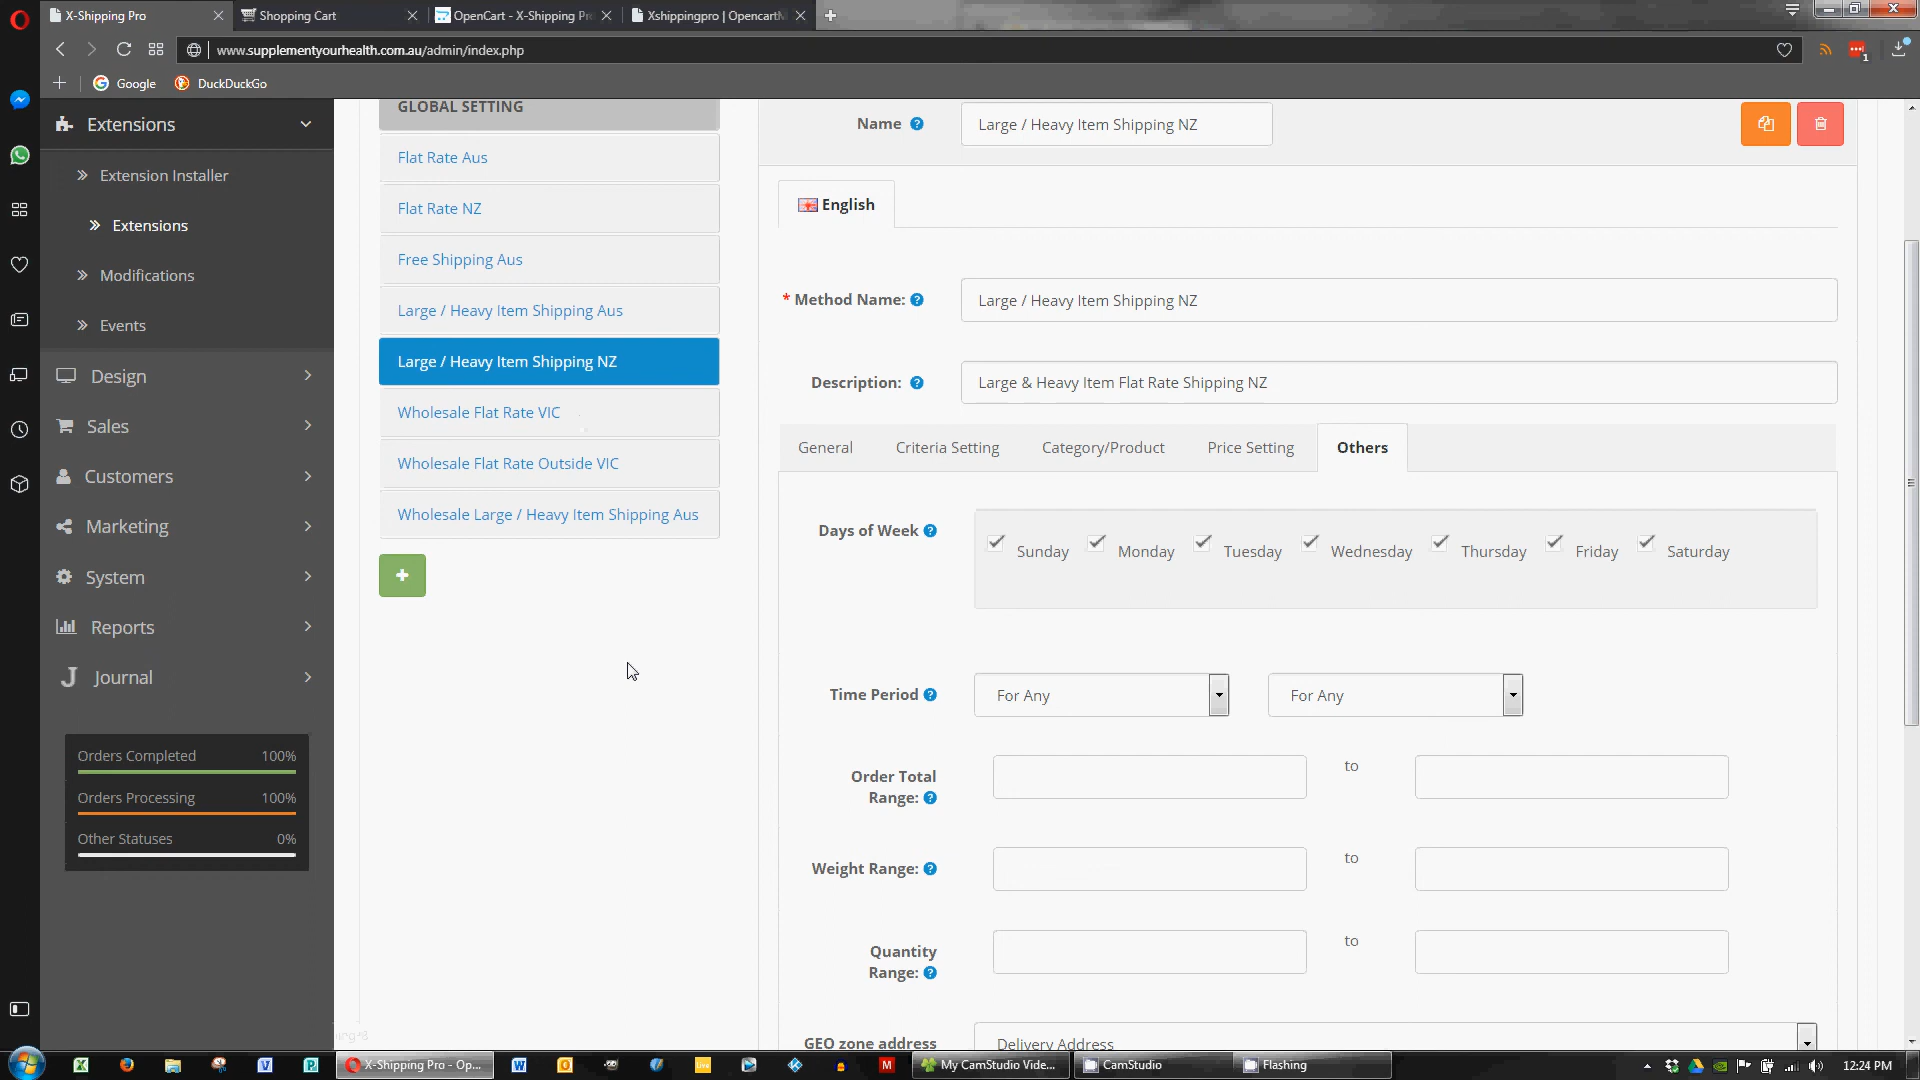 X-Shipping Pro
Shopping Cart
OpenCart - X-Shipping Pr
Xshippingpro | Opencart
www.supplementyourhealth.com.au/admin/index.php
1
Google
DuckDuckGo
Extensions
Extension Installer
Extensions
Modifications
Events
Design
Sales
Customers
Marketing
System
Reports
Journal
Orders Completed 100%
Orders Processing 100%
Other Statuses 0%
GLOBAL SETTING
Flat Rate Aus
Flat Rate NZ
Free Shipping Aus
Large / Heavy Item Shipping Aus
Large / Heavy Item Shipping NZ
Wholesale Flat Rate VIC
Wholesale Flat Rate Outside VIC
Wholesale Large / Heavy Item Shipping Aus
Name Large / Heavy Item Shipping NZ
English
* Method Name: Large / Heavy Item Shipping NZ
Description: Large & Heavy Item Flat Rate Shipping NZ
General Criteria Setting Category/Product Price Setting Others
Days of Week
Sunday Monday Tuesday Wednesday Thursday Friday Saturday
Time Period For Any For Any
Order Total Range: to
Weight Range: to
Quantity Range: to
GEO zone address Delivery Address
X-Shipping Pro - Op...
My CamStudio Vide...
CamStudio
Flashing
12:24 PM